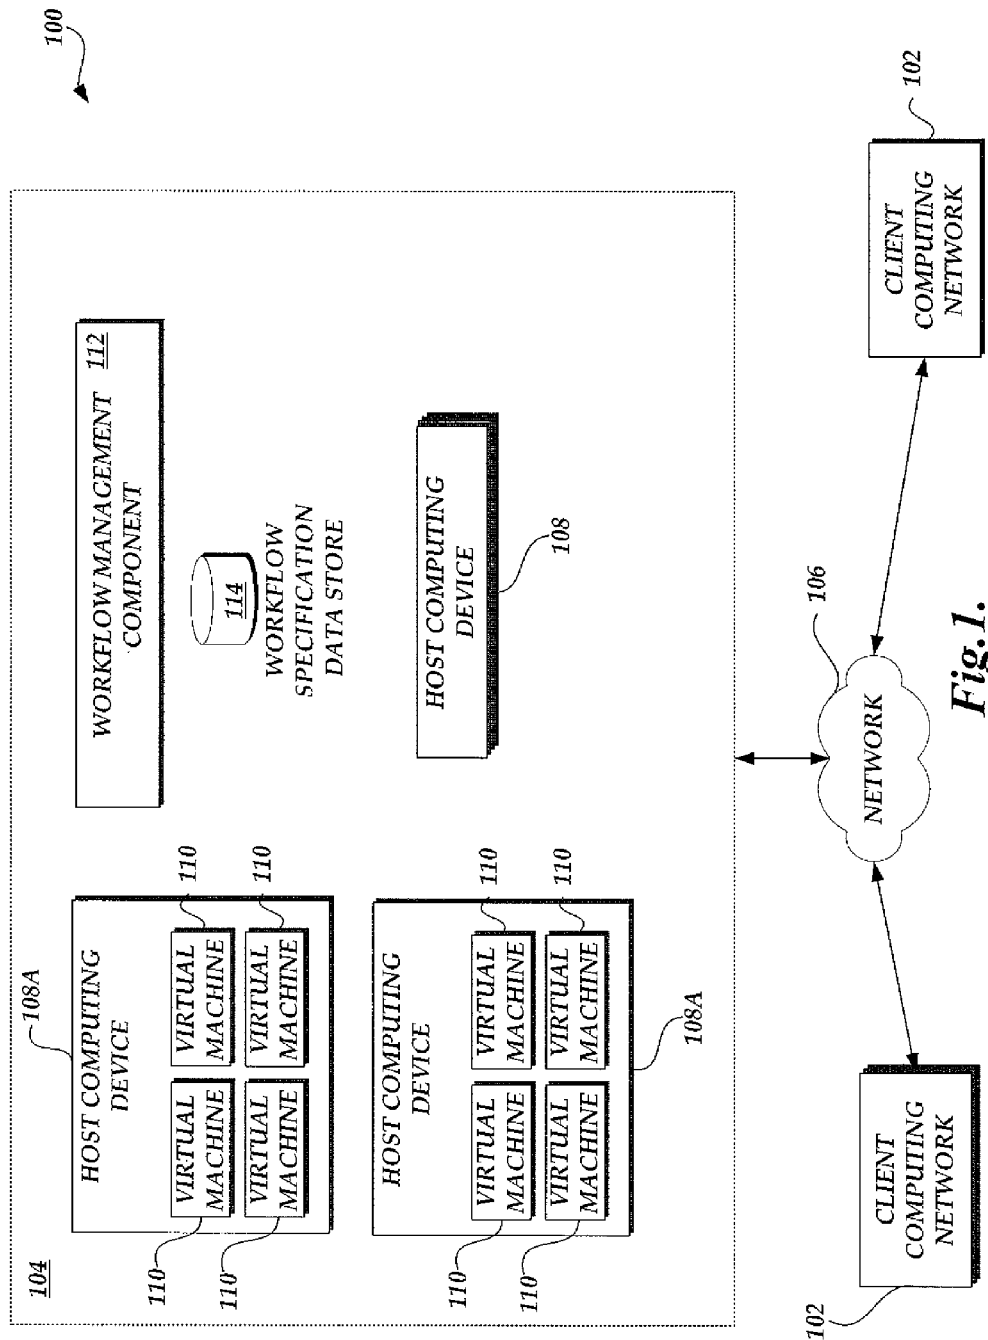 100
104
108A
HOST COMPUTING
DEVICE
VIRTUAL
MACHINE
110
VIRTUAL
MACHINE
110
VIRTUAL
MACHINE
110
VIRTUAL
MACHINE
110
HOST COMPUTING
DEVICE
108A
VIRTUAL
MACHINE
110
VIRTUAL
MACHINE
110
VIRTUAL
MACHINE
110
VIRTUAL
MACHINE
110
WORKFLOW MANAGEMENT
COMPONENT
112
114
WORKFLOW
SPECIFICATION
DATA STORE
HOST COMPUTING
DEVICE
108
NETWORK
106
CLIENT
COMPUTING
NETWORK
102
CLIENT
COMPUTING
NETWORK
102
Fig.1.